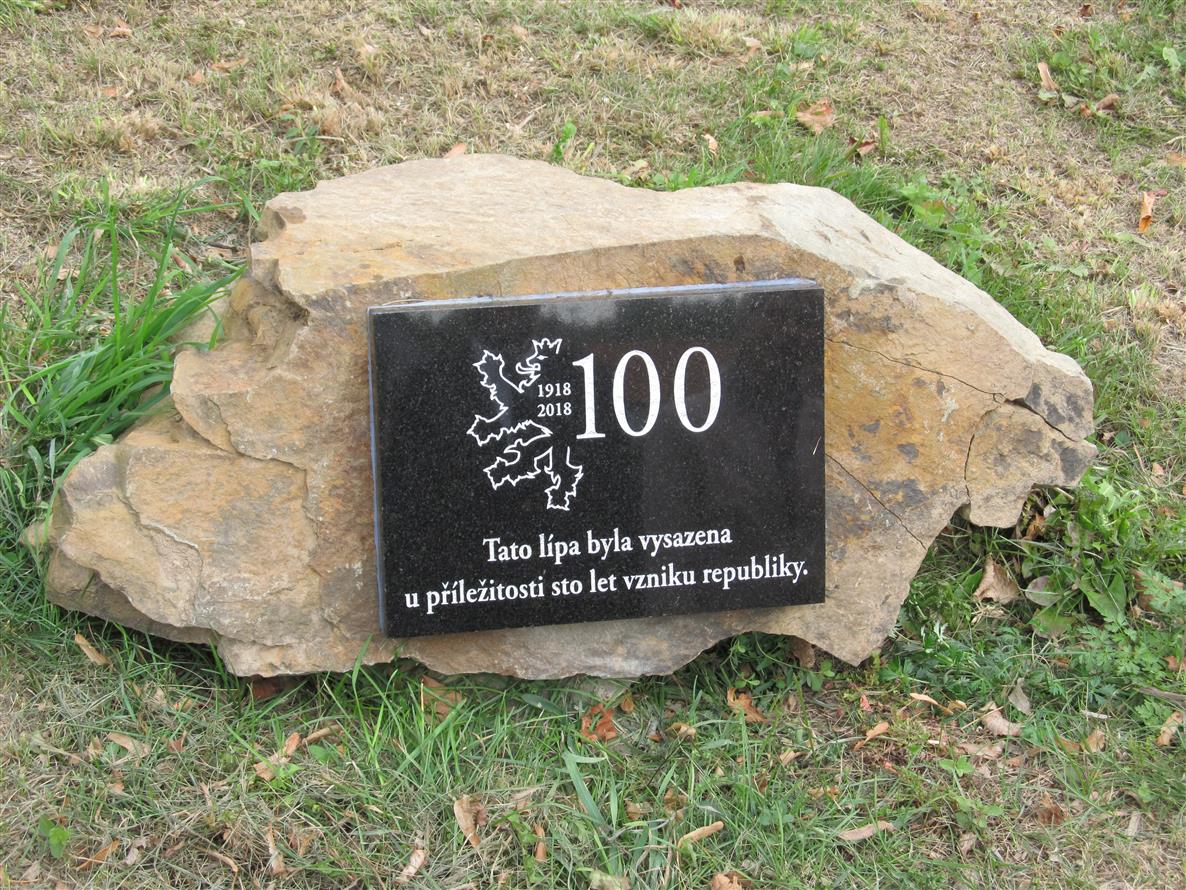 1918
2018
100
Tato lípa byla vysazena
u příležitosti sto let vzniku republiky.